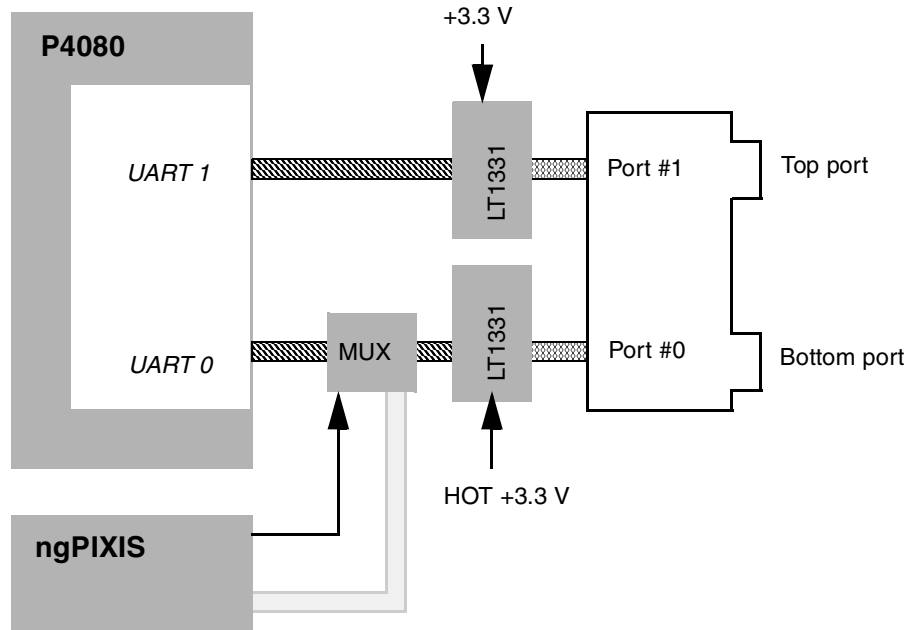 +3.3 V
P4080
UART 1
LT1331
Port #1
Top port
UART 0
MUX
LT1331
Port #0
Bottom port
HOT +3.3 V
ngPIXIS